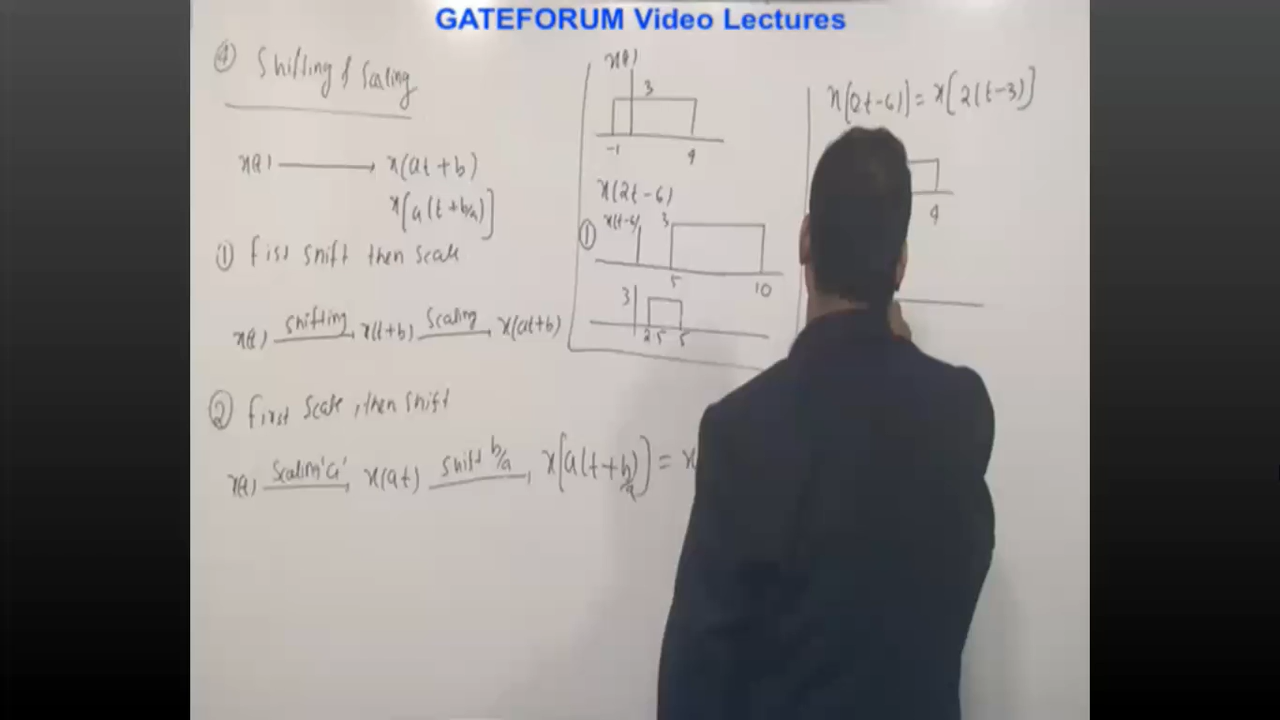 GATEFORUM Video Lectures
④ Shifting & Scaling
x(t) → x(at+b)
x[a(t+b/a)]
① First shift then scale
x(t) shifting x(t+b) scaling x(at+b)
② First Scale, then shift
x(t) Scaling 'a' x(at) shift b/a x[a(t+b/a)] = x
x(t)
3
-1 4
x(2t-6)
① x(t-6) 3
5 10
3
2.5 5
x[2t-6] = x[2(t-3)]
4